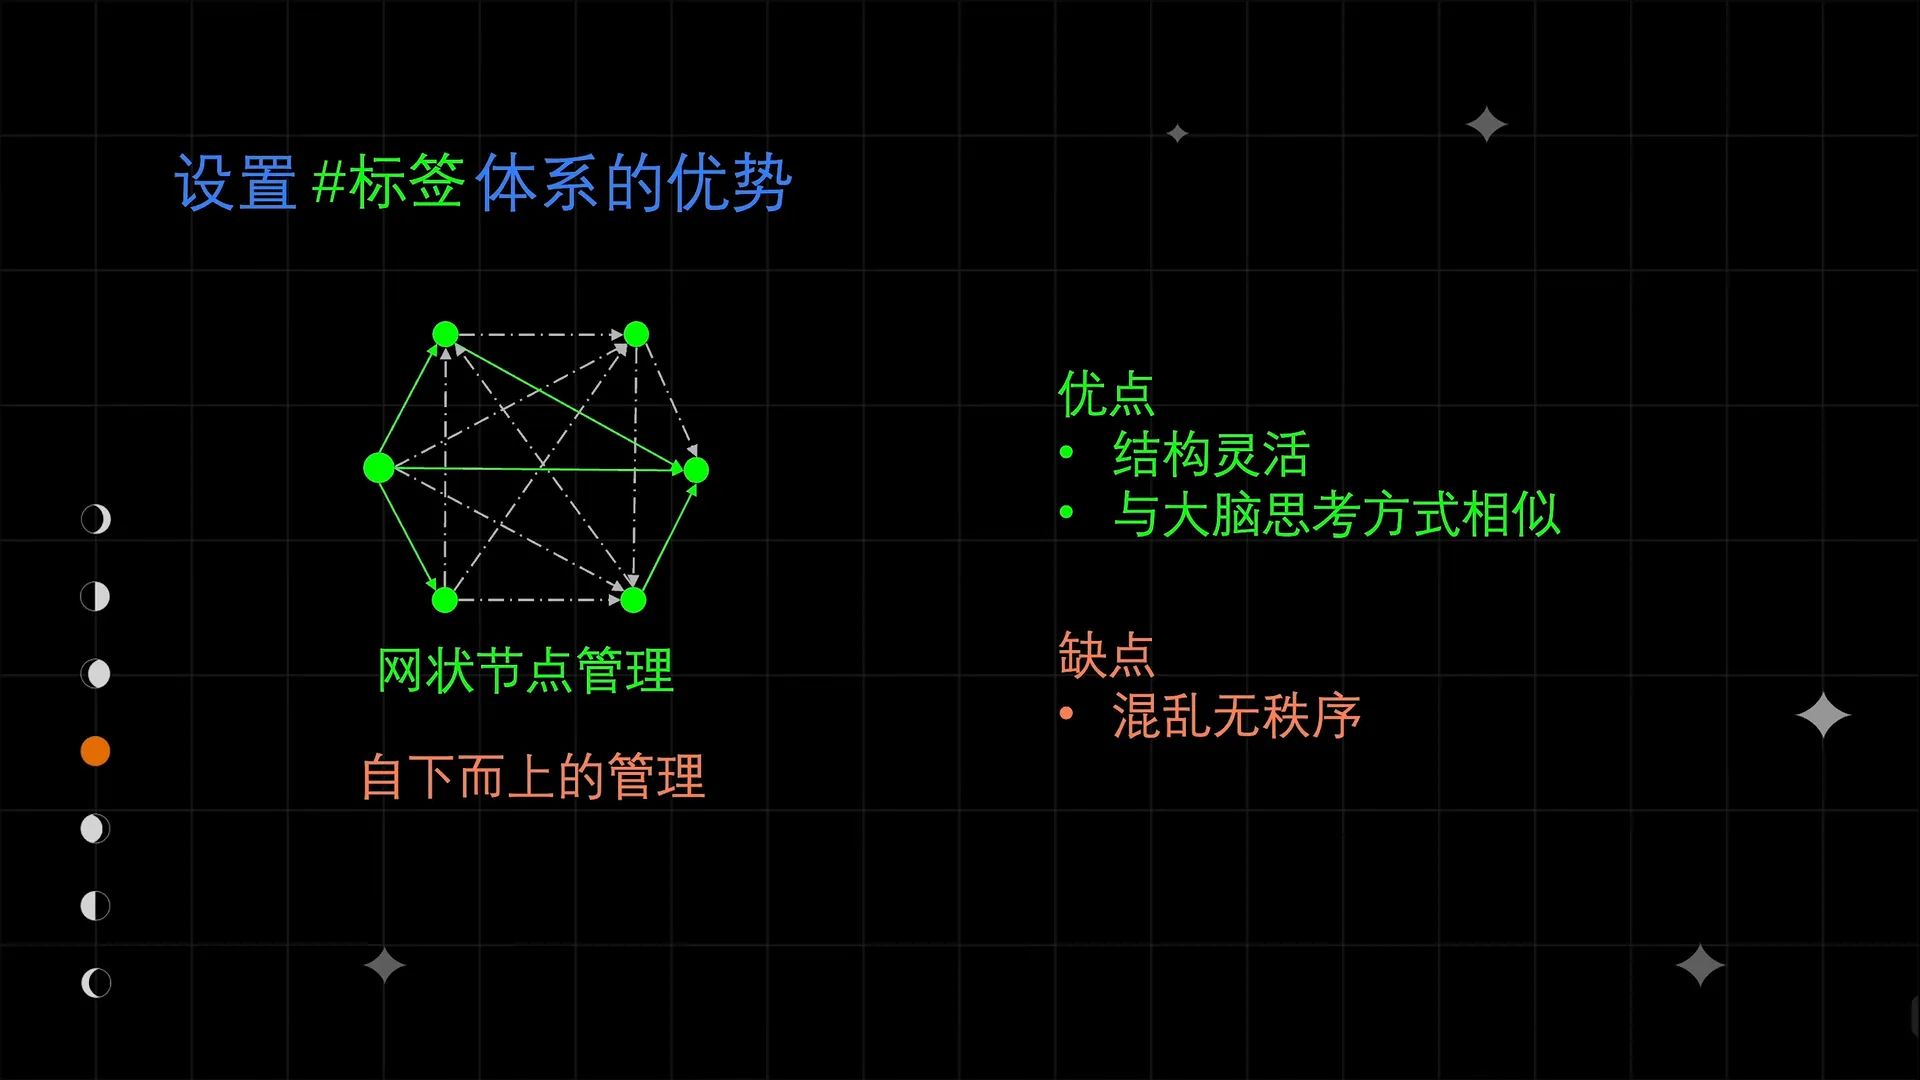 设置 #标签 体系的优势
网状节点管理
自下而上的管理
优点
• 结构灵活
• 与大脑思考方式相似
缺点
• 混乱无秩序